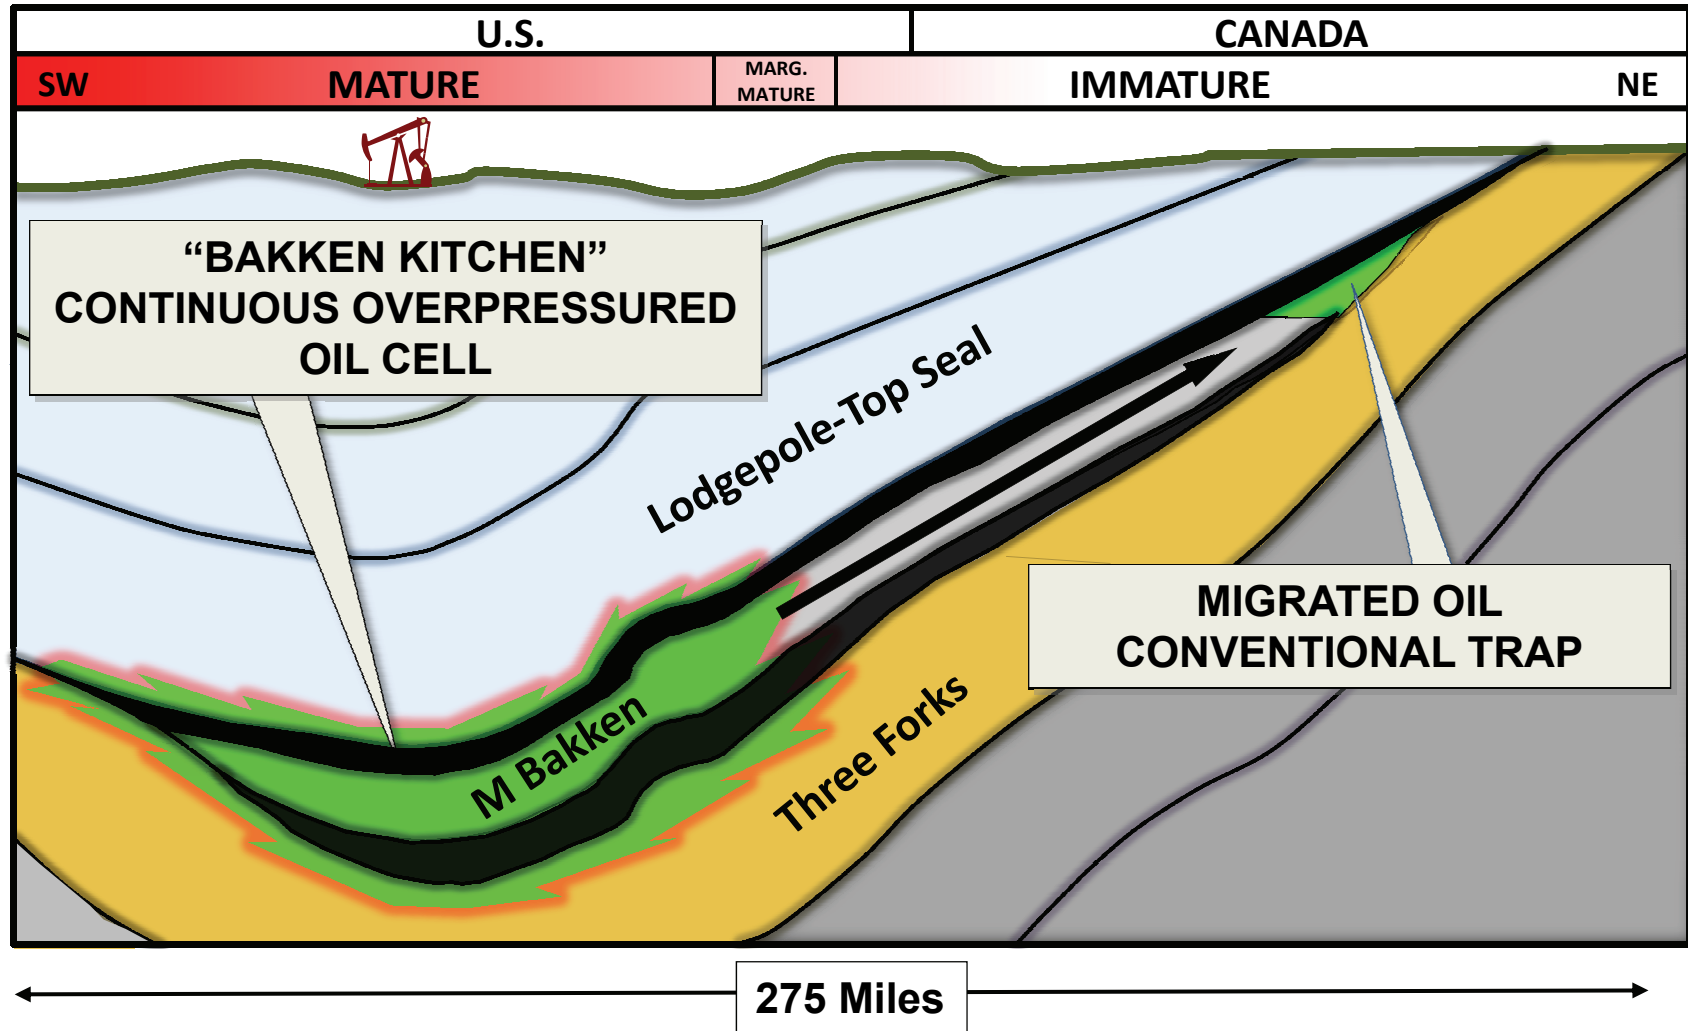 U.S.
CANADA
SW
MATURE
MARG.
MATURE
IMMATURE
NE
“BAKKEN KITCHEN”
CONTINUOUS OVERPRESSURED
OIL CELL
Lodgepole-Top Seal
MIGRATED OIL
CONVENTIONAL TRAP
M Bakken
Three Forks
275 Miles